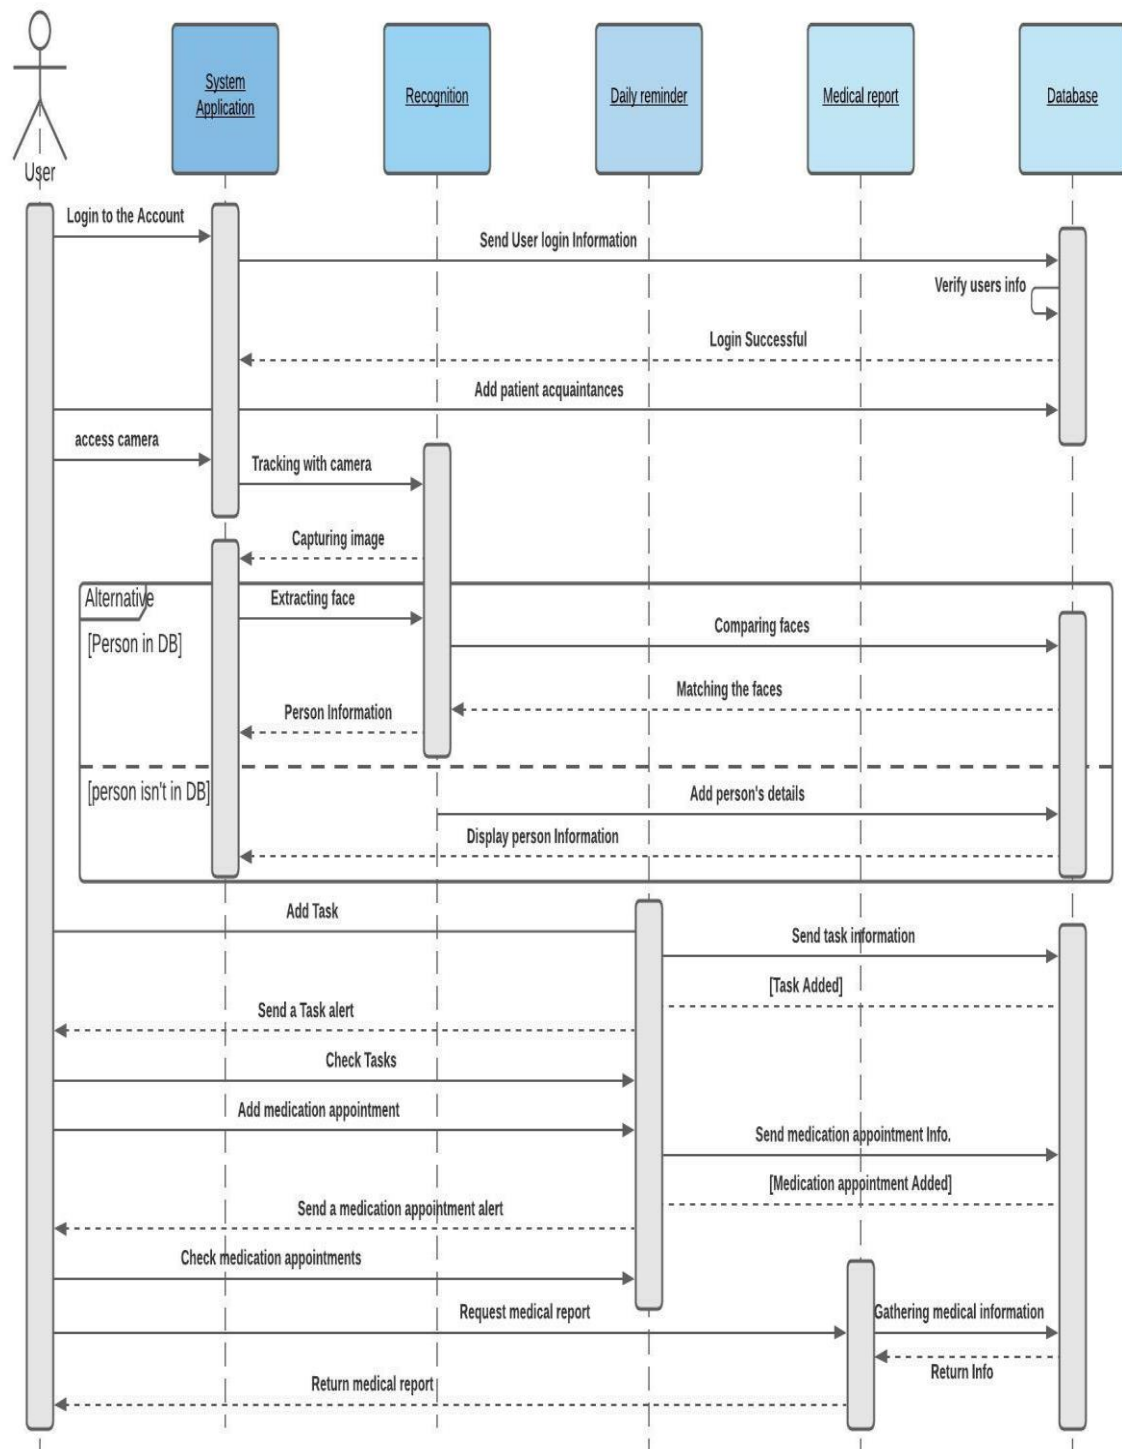 User
System
Application
Recognition
Daily reminder
Medical report
Database
Login to the Account
Send User login Information
Verify users info
Login Successful
Add patient acquaintances
access camera
Tracking with camera
Capturing image
Alternative
Extracting face
[Person in DB]
Comparing faces
Matching the faces
Person Information
[person isn't in DB]
Add person's details
Display person Information
Add Task
Send task information
[Task Added]
Send a Task alert
Check Tasks
Add medication appointment
Send medication appointment Info.
[Medication appointment Added]
Send a medication appointment alert
Check medication appointments
Request medical report
Gathering medical information
Return Info
Return medical report